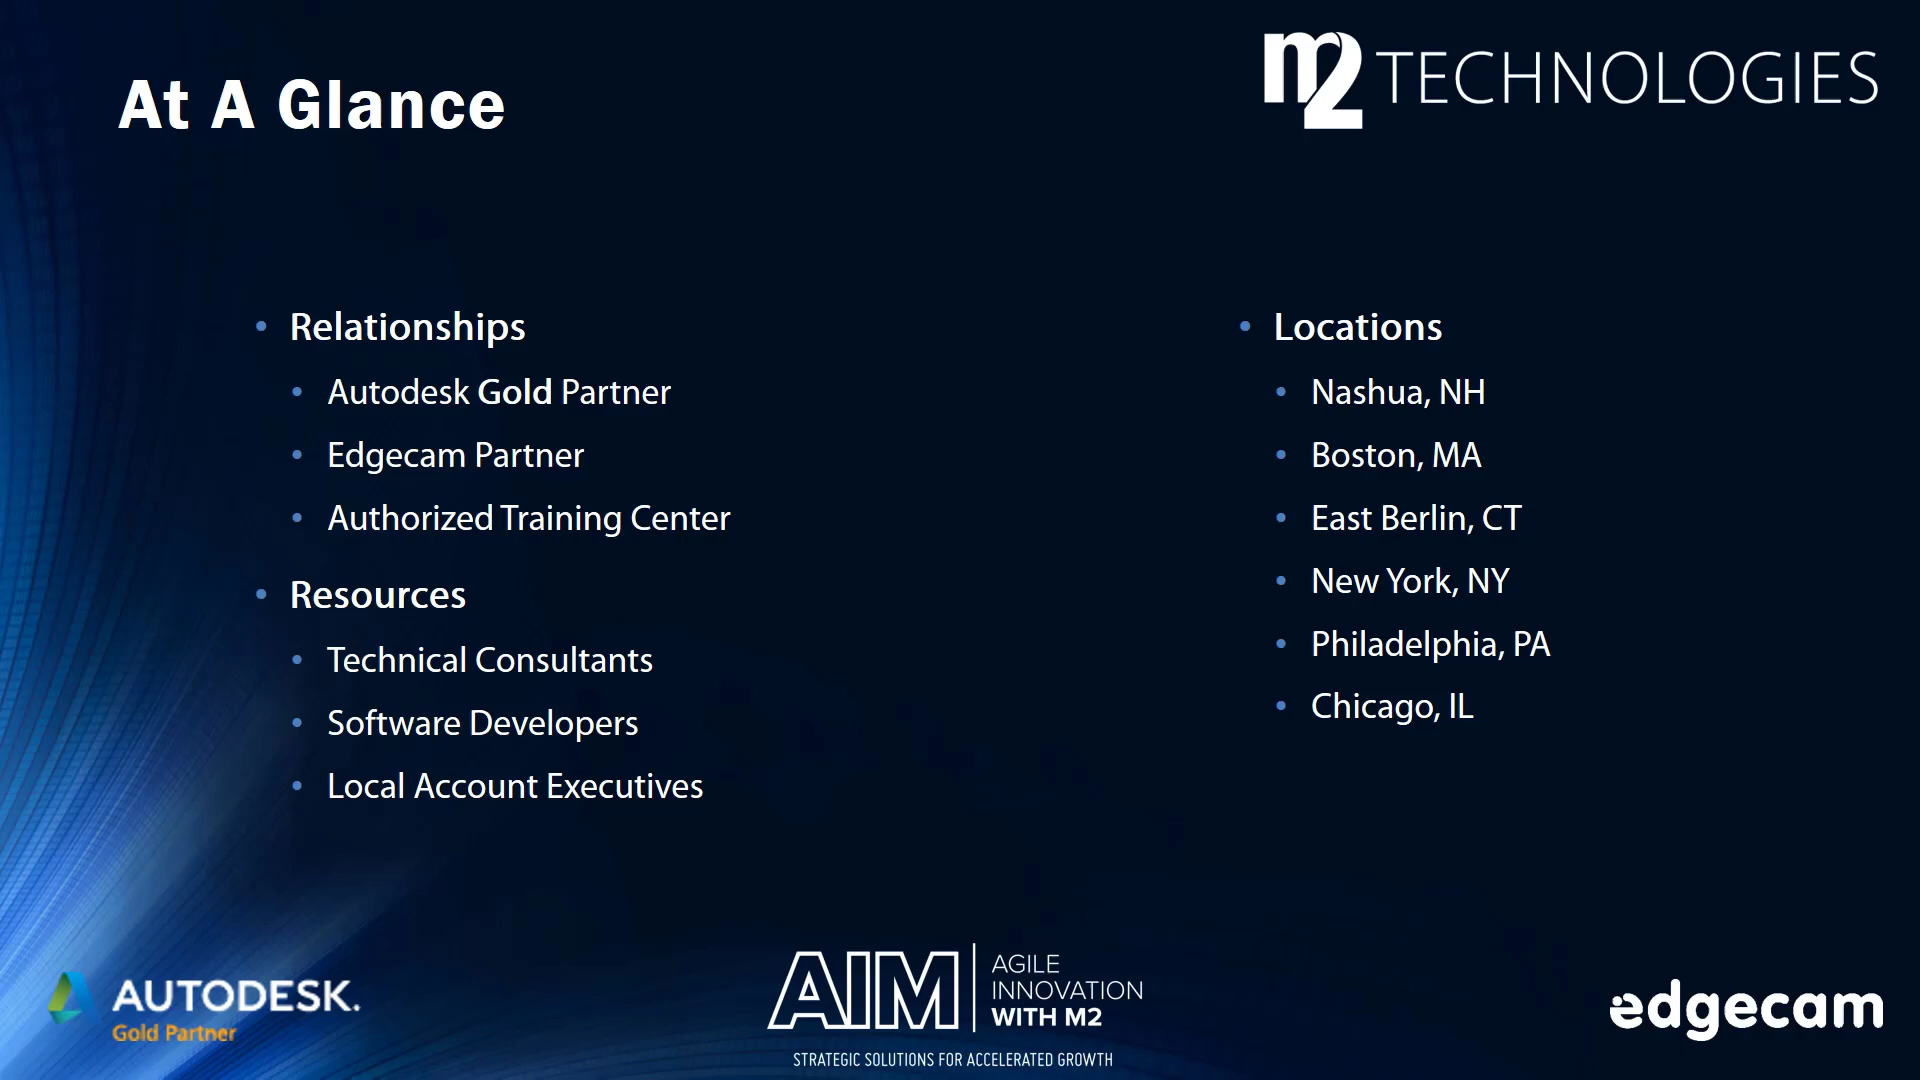 At A Glance
m2 TECHNOLOGIES
• Relationships
• Autodesk Gold Partner
• Edgecam Partner
• Authorized Training Center
• Resources
• Technical Consultants
• Software Developers
• Local Account Executives
• Locations
• Nashua, NH
• Boston, MA
• East Berlin, CT
• New York, NY
• Philadelphia, PA
• Chicago, IL
AUTODESK.
Gold Partner
AIM
AGILE
INNOVATION
WITH M2
STRATEGIC SOLUTIONS FOR ACCELERATED GROWTH
edgecam